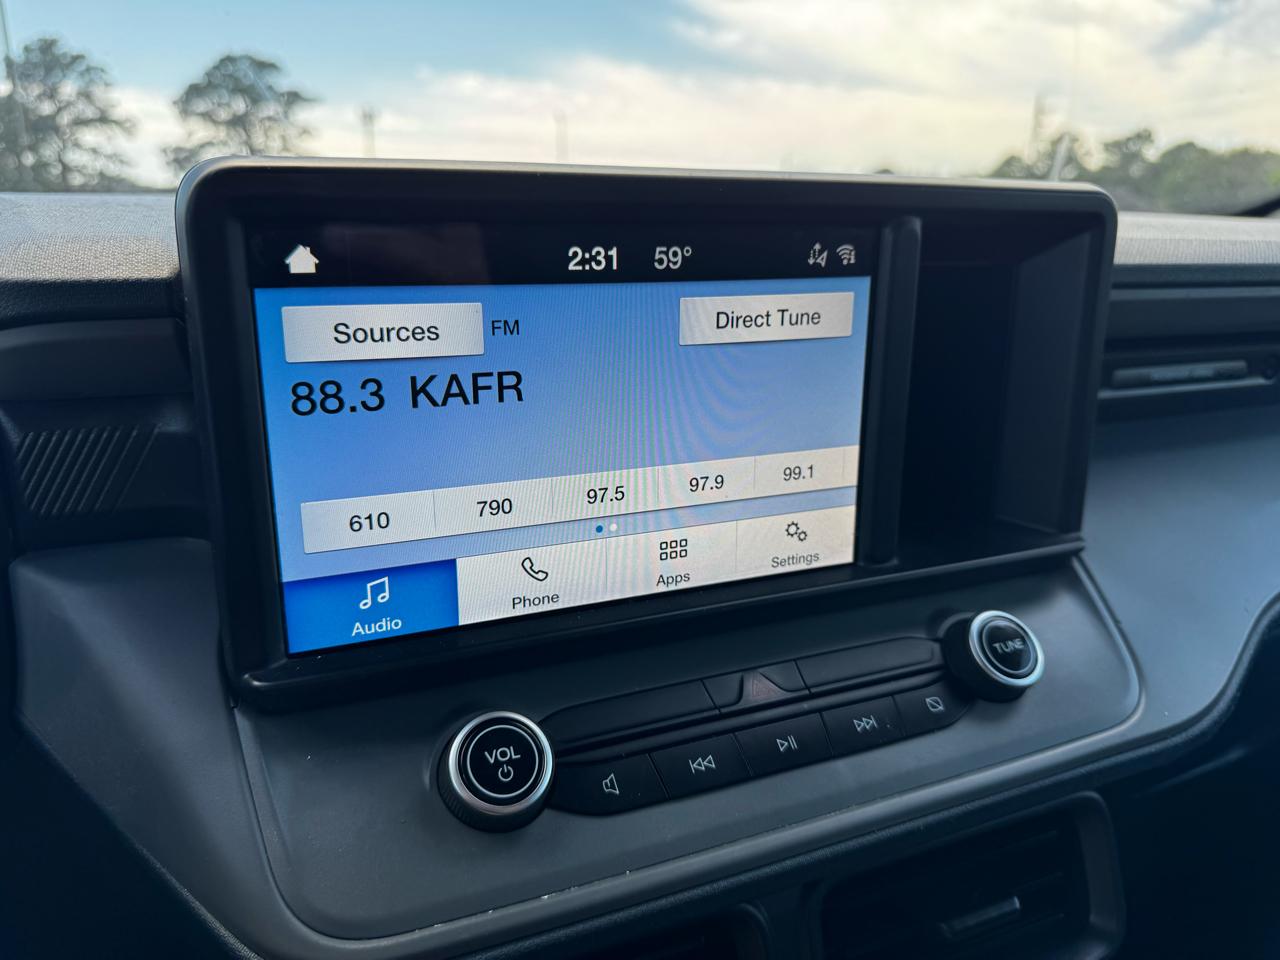 2:31 59°
Sources FM Direct Tune
88.3 KAFR
610 790 97.5 97.9 99.1
Audio Phone Apps Settings
VOL TUNE